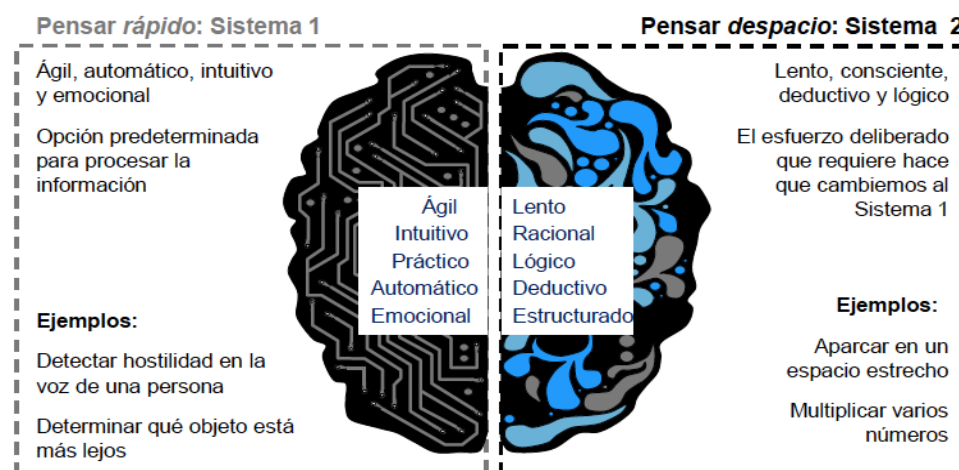 Pensar rápido: Sistema 1
Ágil, automático, intuitivo
y emocional
Opción predeterminada
para procesar la
información
Ejemplos:
Detectar hostilidad en la
voz de una persona
Determinar qué objeto está
más lejos
Ágil
Intuitivo
Práctico
Automático
Emocional
Lento
Racional
Lógico
Deductivo
Estructurado
Pensar despacio: Sistema 2
Lento, consciente,
deductivo y lógico
El esfuerzo deliberado
que requiere hace
que cambiemos al
Sistema 1
Ejemplos:
Aparcar en un
espacio estrecho
Multiplicar varios
números